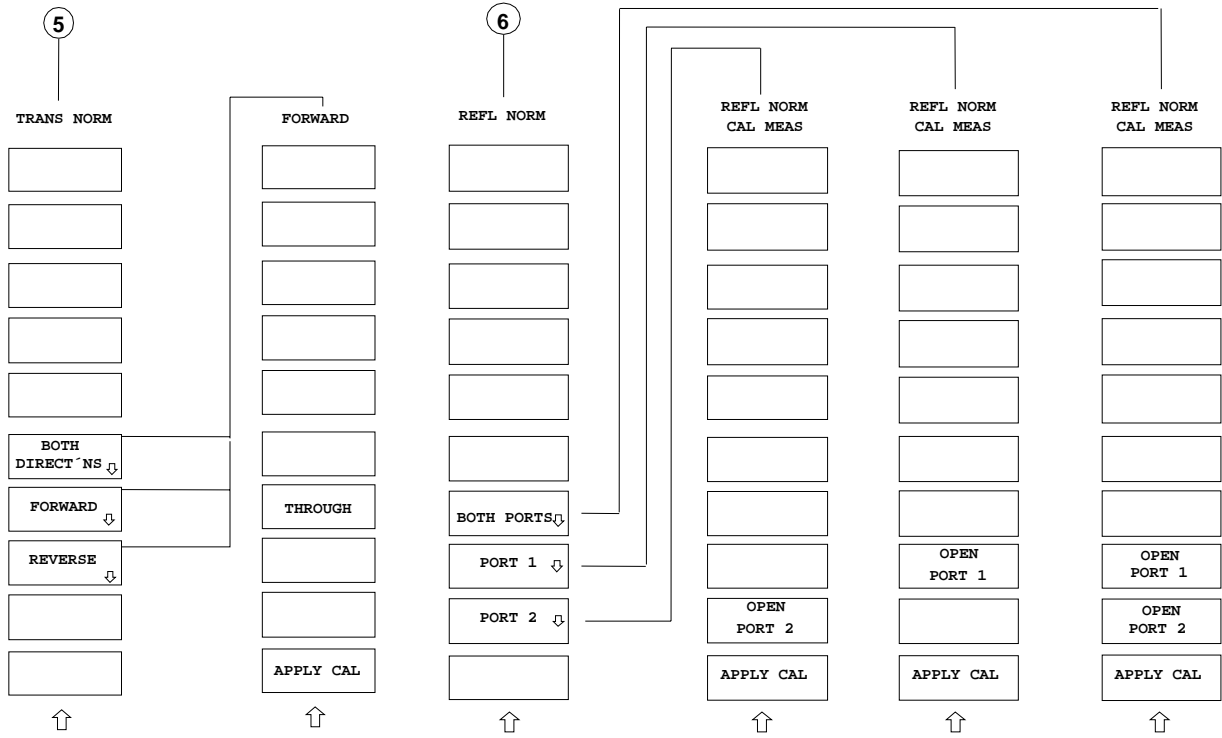 5
TRANS NORM
BOTH
DIRECT´NS
FORWARD
REVERSE
FORWARD
THROUGH
APPLY CAL
6
REFL NORM
BOTH PORTS
PORT 1
PORT 2
REFL NORM
CAL MEAS
OPEN
PORT 2
APPLY CAL
REFL NORM
CAL MEAS
OPEN
PORT 1
APPLY CAL
REFL NORM
CAL MEAS
OPEN
PORT 1
OPEN
PORT 2
APPLY CAL